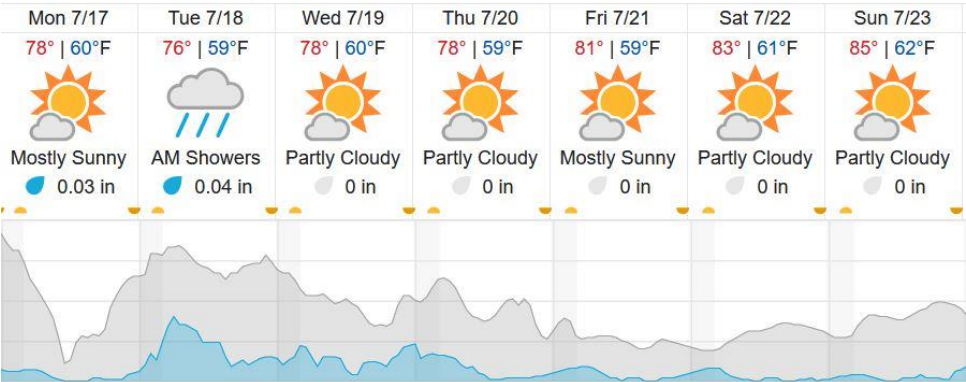 Mon 7/17 Tue 7/18 Wed 7/19 Thu 7/20 Fri 7/21 Sat 7/22 Sun 7/23
78° | 60°F 76° | 59°F 78° | 60°F 78° | 59°F 81° | 59°F 83° | 61°F 85° | 62°F
Mostly Sunny AM Showers Partly Cloudy Partly Cloudy Mostly Sunny Partly Cloudy Partly Cloudy
0.03 in 0.04 in 0 in 0 in 0 in 0 in 0 in